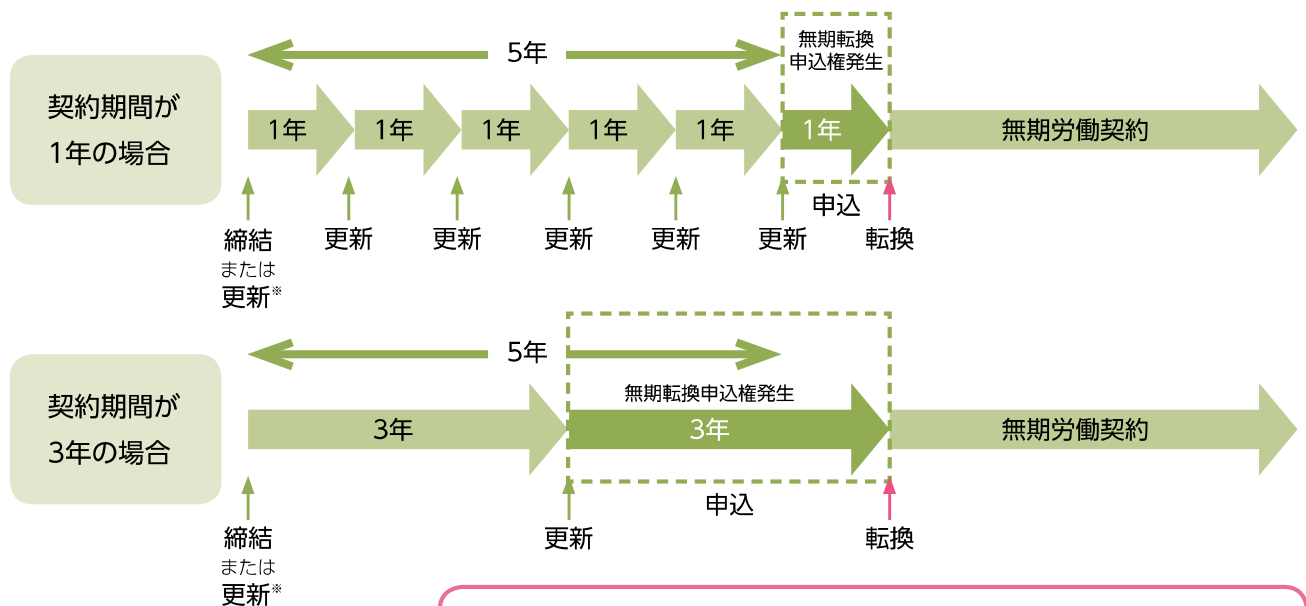 契約期間が
1年の場合
5年
無期転換
申込権発生
1年
1年
1年
1年
1年
1年
無期労働契約
締結
または
更新※
更新
更新
更新
更新
更新
申込
転換
契約期間が
3年の場合
5年
無期転換申込権発生
3年
3年
無期労働契約
締結
または
更新※
更新
申込
転換